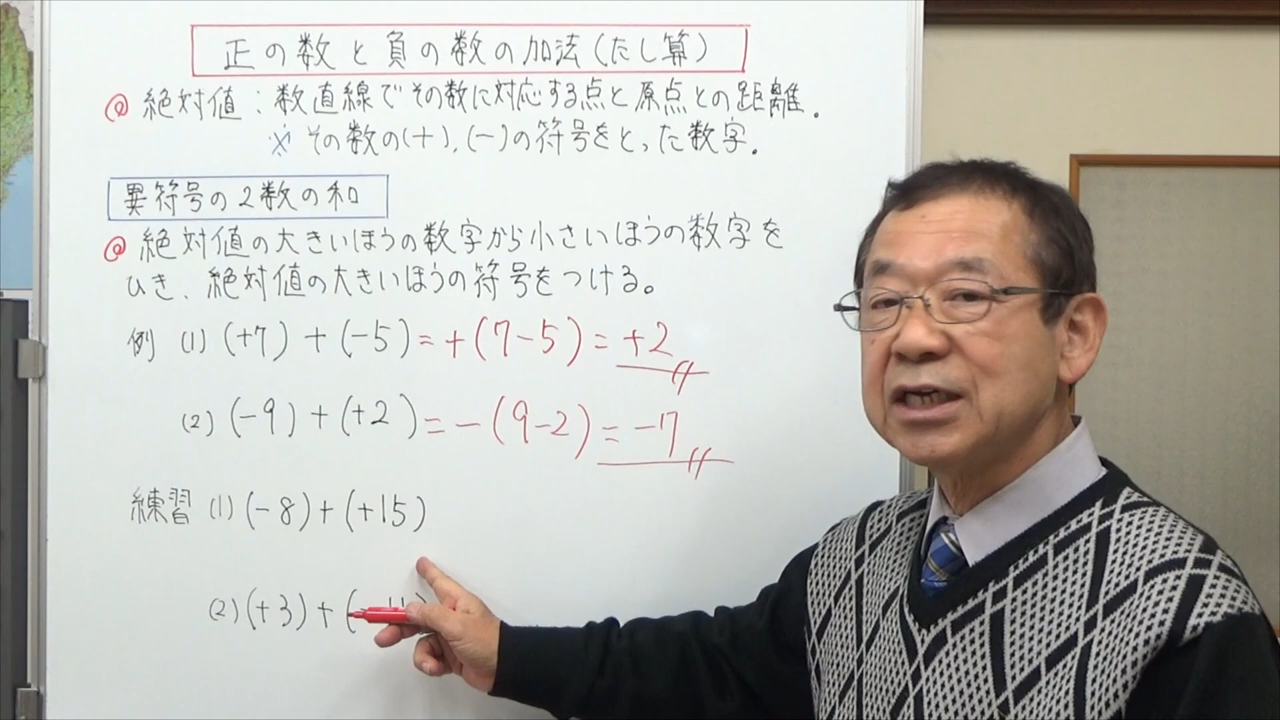 正の数と負の数の加法(たし算)
◎ 絶対値:数直線でその数に対応する点と原点との距離.
※ その数の(+),(-)の符号をとった数字.
異符号の2数の和
◎ 絶対値の大きいほうの数字から小さいほうの数字を
ひき、絶対値の大きいほうの符号をつける。
例 (1) (+7)+(-5)=+(7-5)=+2
(2) (-9)+(+2)=-(9-2)=-7
練習 (1) (-8)+(+15)
(2) (+3)+(